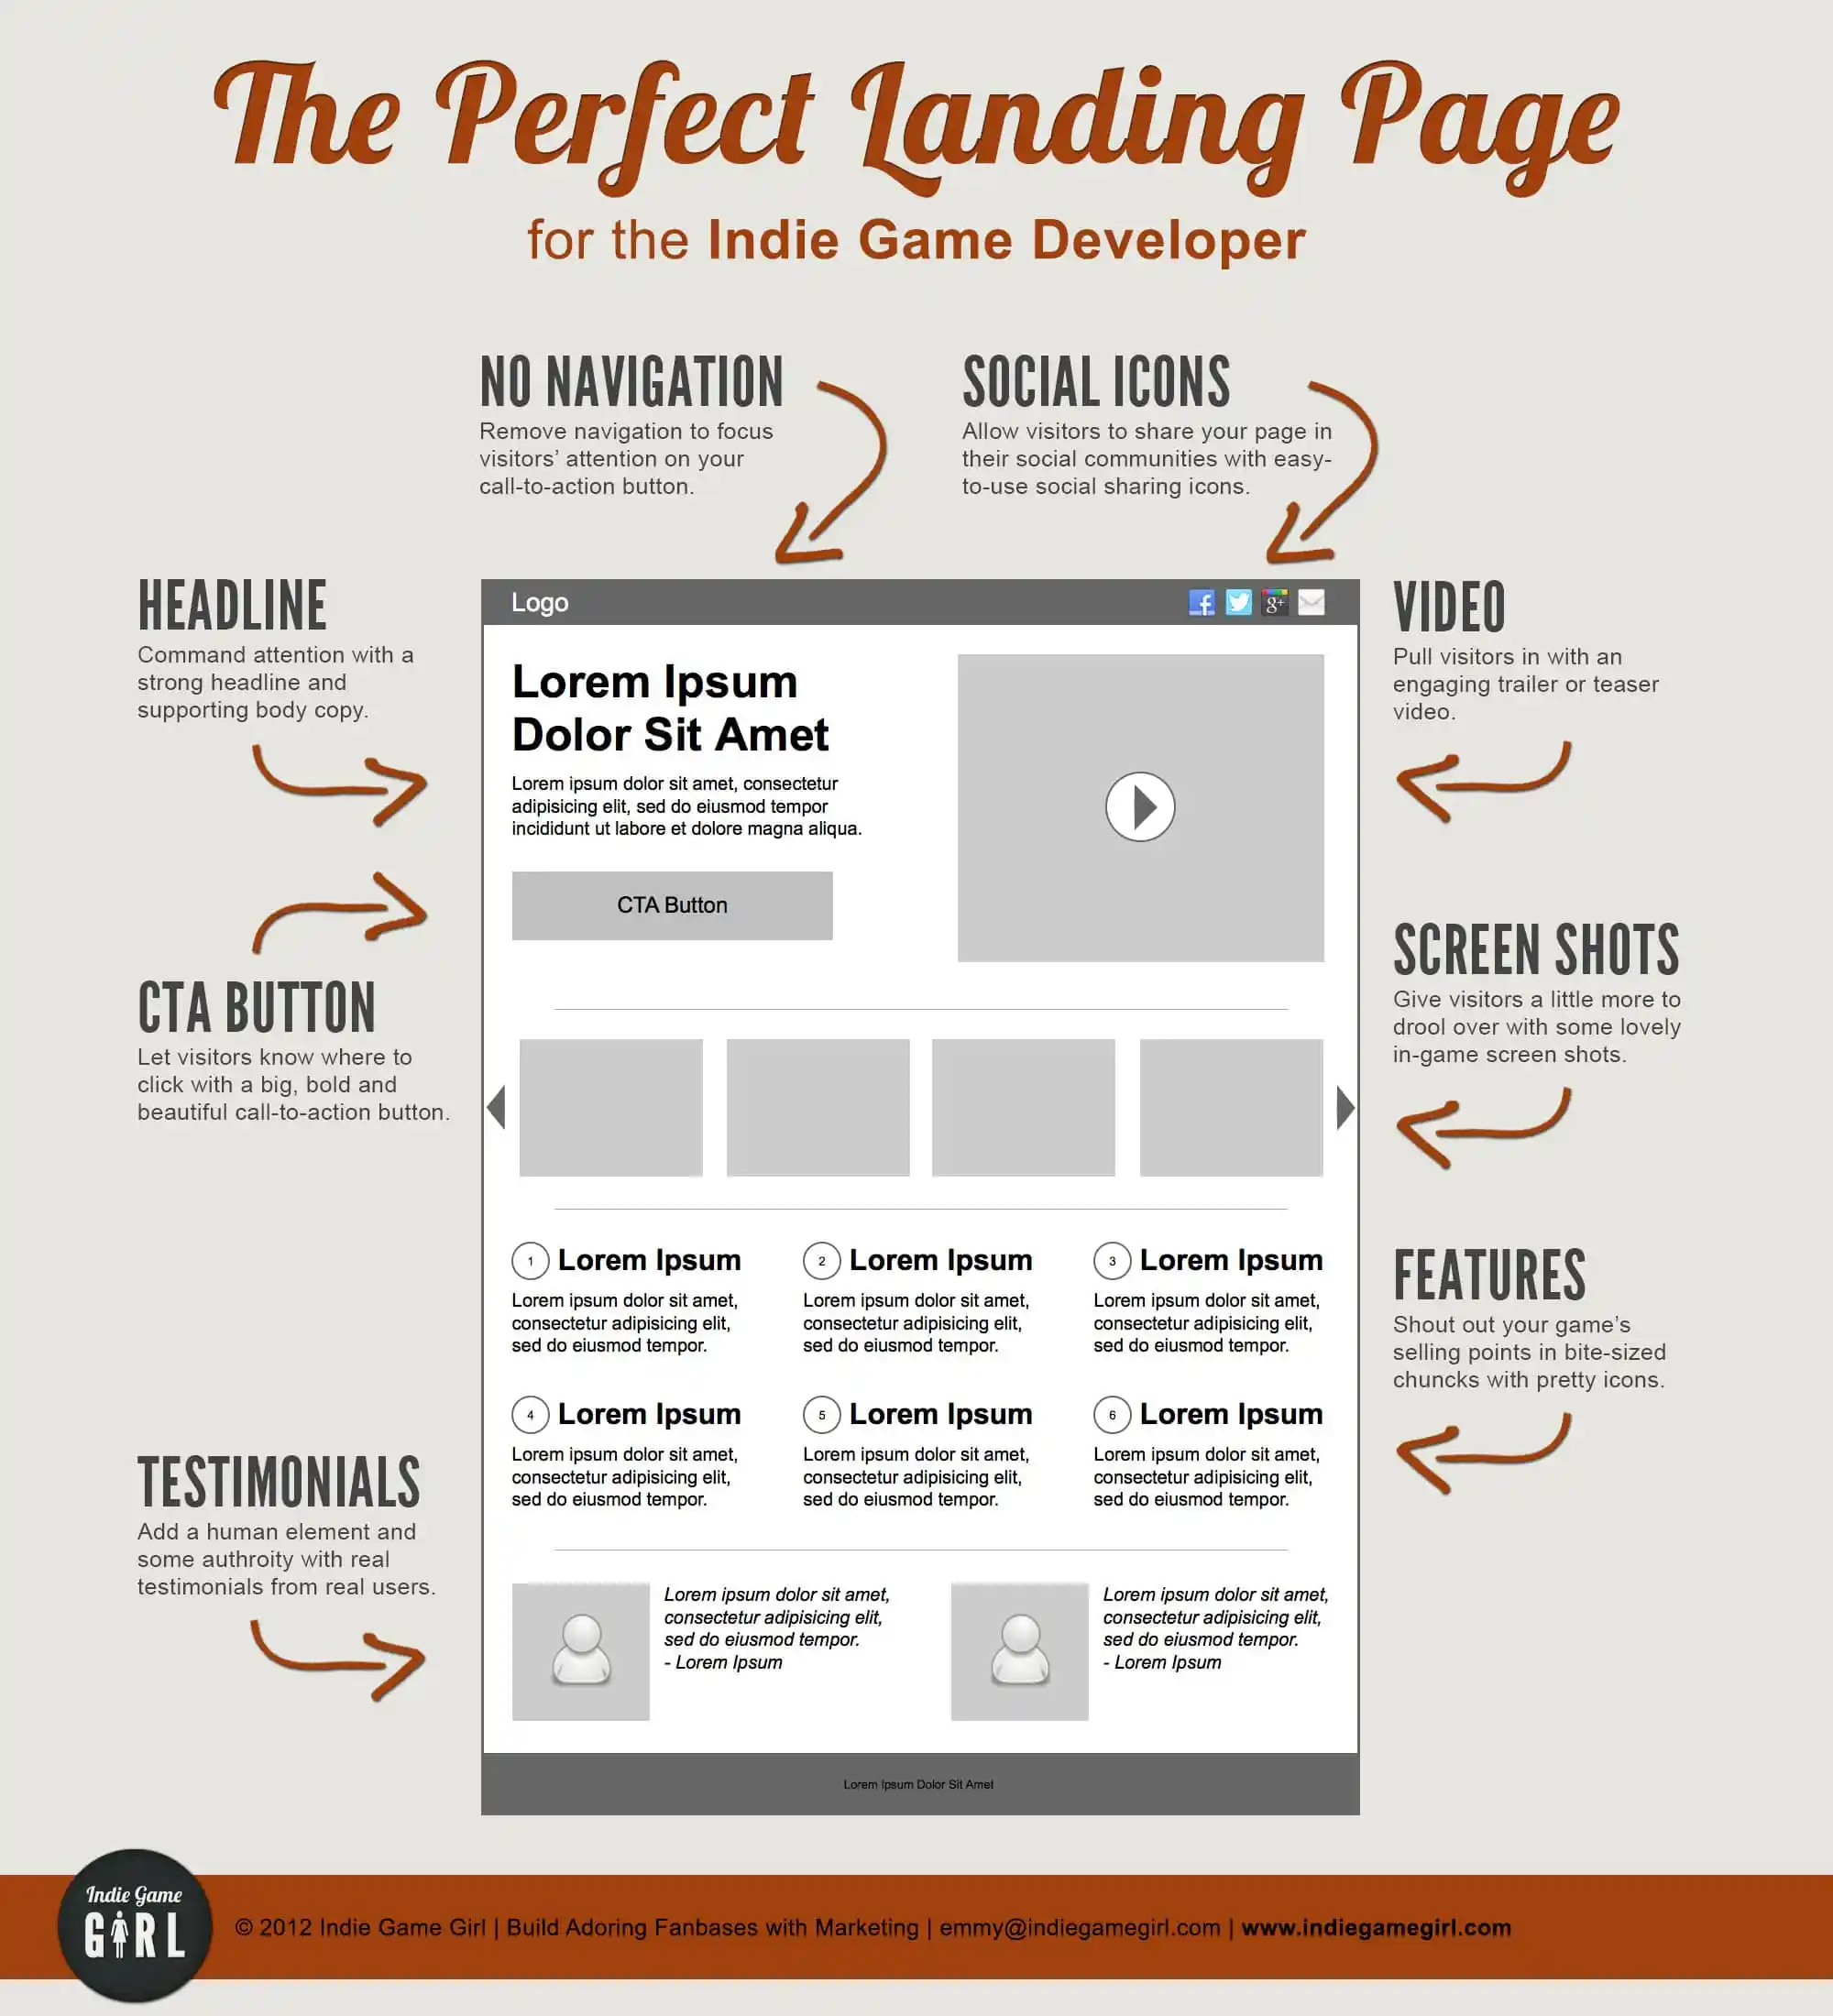 The Perfect Landing Page
for the Indie Game Developer
NO NAVIGATION
Remove navigation to focus
visitors’ attention on your
call-to-action button.
SOCIAL ICONS
Allow visitors to share your page in
their social communities with easy-
to-use social sharing icons.
HEADLINE
Command attention with a
strong headline and
supporting body copy.
CTA BUTTON
Let visitors know where to
click with a big, bold and
beautiful call-to-action button.
TESTIMONIALS
Add a human element and
some authroity with real
testimonials from real users.
Logo
f
g+
Lorem Ipsum
Dolor Sit Amet
Lorem ipsum dolor sit amet, consectetur
adipisicing elit, sed do eiusmod tempor
incididunt ut labore et dolore magna aliqua.
CTA Button
1 Lorem Ipsum
Lorem ipsum dolor sit amet,
consectetur adipisicing elit,
sed do eiusmod tempor.
2 Lorem Ipsum
Lorem ipsum dolor sit amet,
consectetur adipisicing elit,
sed do eiusmod tempor.
3 Lorem Ipsum
Lorem ipsum dolor sit amet,
consectetur adipisicing elit,
sed do eiusmod tempor.
4 Lorem Ipsum
Lorem ipsum dolor sit amet,
consectetur adipisicing elit,
sed do eiusmod tempor.
5 Lorem Ipsum
Lorem ipsum dolor sit amet,
consectetur adipisicing elit,
sed do eiusmod tempor.
6 Lorem Ipsum
Lorem ipsum dolor sit amet,
consectetur adipisicing elit,
sed do eiusmod tempor.
Lorem ipsum dolor sit amet,
consectetur adipisicing elit,
sed do eiusmod tempor.
- Lorem Ipsum
Lorem ipsum dolor sit amet,
consectetur adipisicing elit,
sed do eiusmod tempor.
- Lorem Ipsum
Lorem Ipsum Dolor Sit Amet
VIDEO
Pull visitors in with an
engaging trailer or teaser
video.
SCREEN SHOTS
Give visitors a little more to
drool over with some lovely
in-game screen shots.
FEATURES
Shout out your game’s
selling points in bite-sized
chuncks with pretty icons.
Indie Game
GIRL
© 2012 Indie Game Girl | Build Adoring Fanbases with Marketing | emmy@indiegamegirl.com | www.indiegamegirl.com